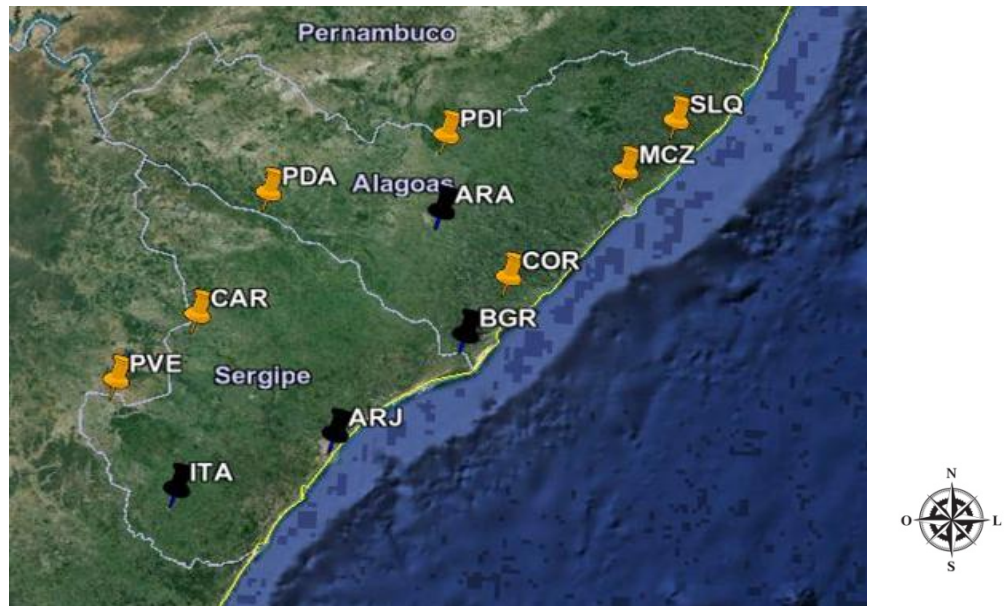 Pernambuco
SLQ
PDI
MCZ
PDA
Alagoas
ARA
COR
CAR
BGR
PVE
Sergipe
ARJ
ITA
N
O
L
S